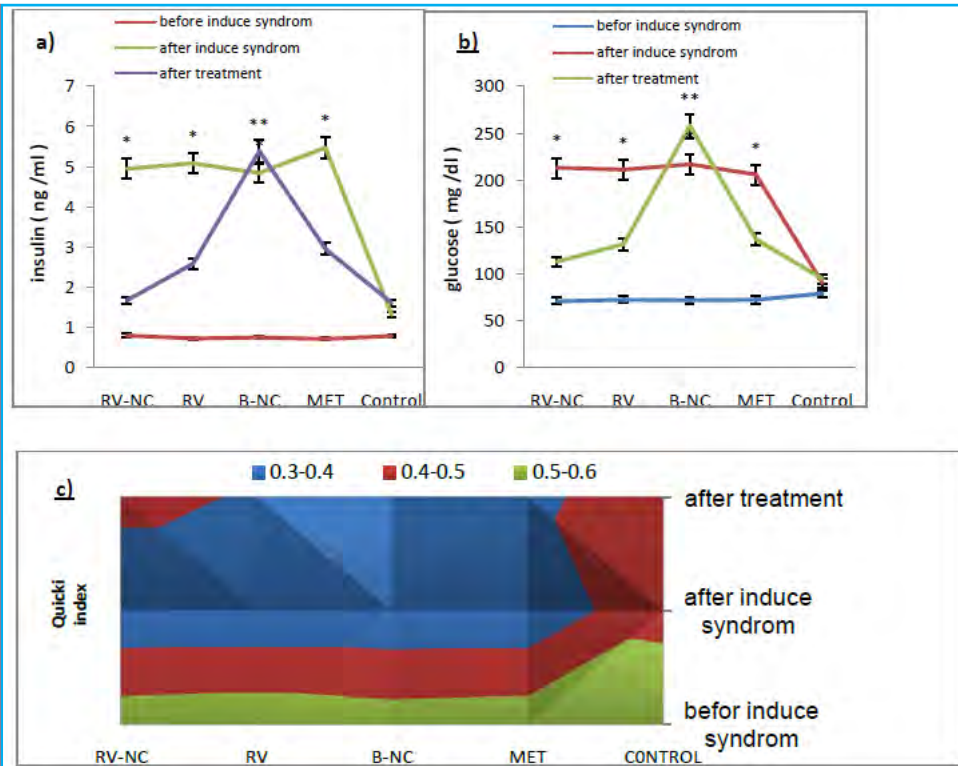 a)
before induce syndrom
after induce syndrom
after treatment
insulin ( ng /ml)
7
6
5
4
3
2
1
0
*
*
**
*
*
RV-NC RV B-NC MET Control
b)
befor induce syndrom
after induce syndrom
after treatment
glucose ( mg /dl)
300
250
200
150
100
50
0
*
*
**
*
RV-NC RV B-NC MET Control
c)
0.3-0.4 0.4-0.5 0.5-0.6
Quicki
index
after treatment
after induce
syndrom
befor induce
syndrom
RV-NC RV B-NC MET CONTROL